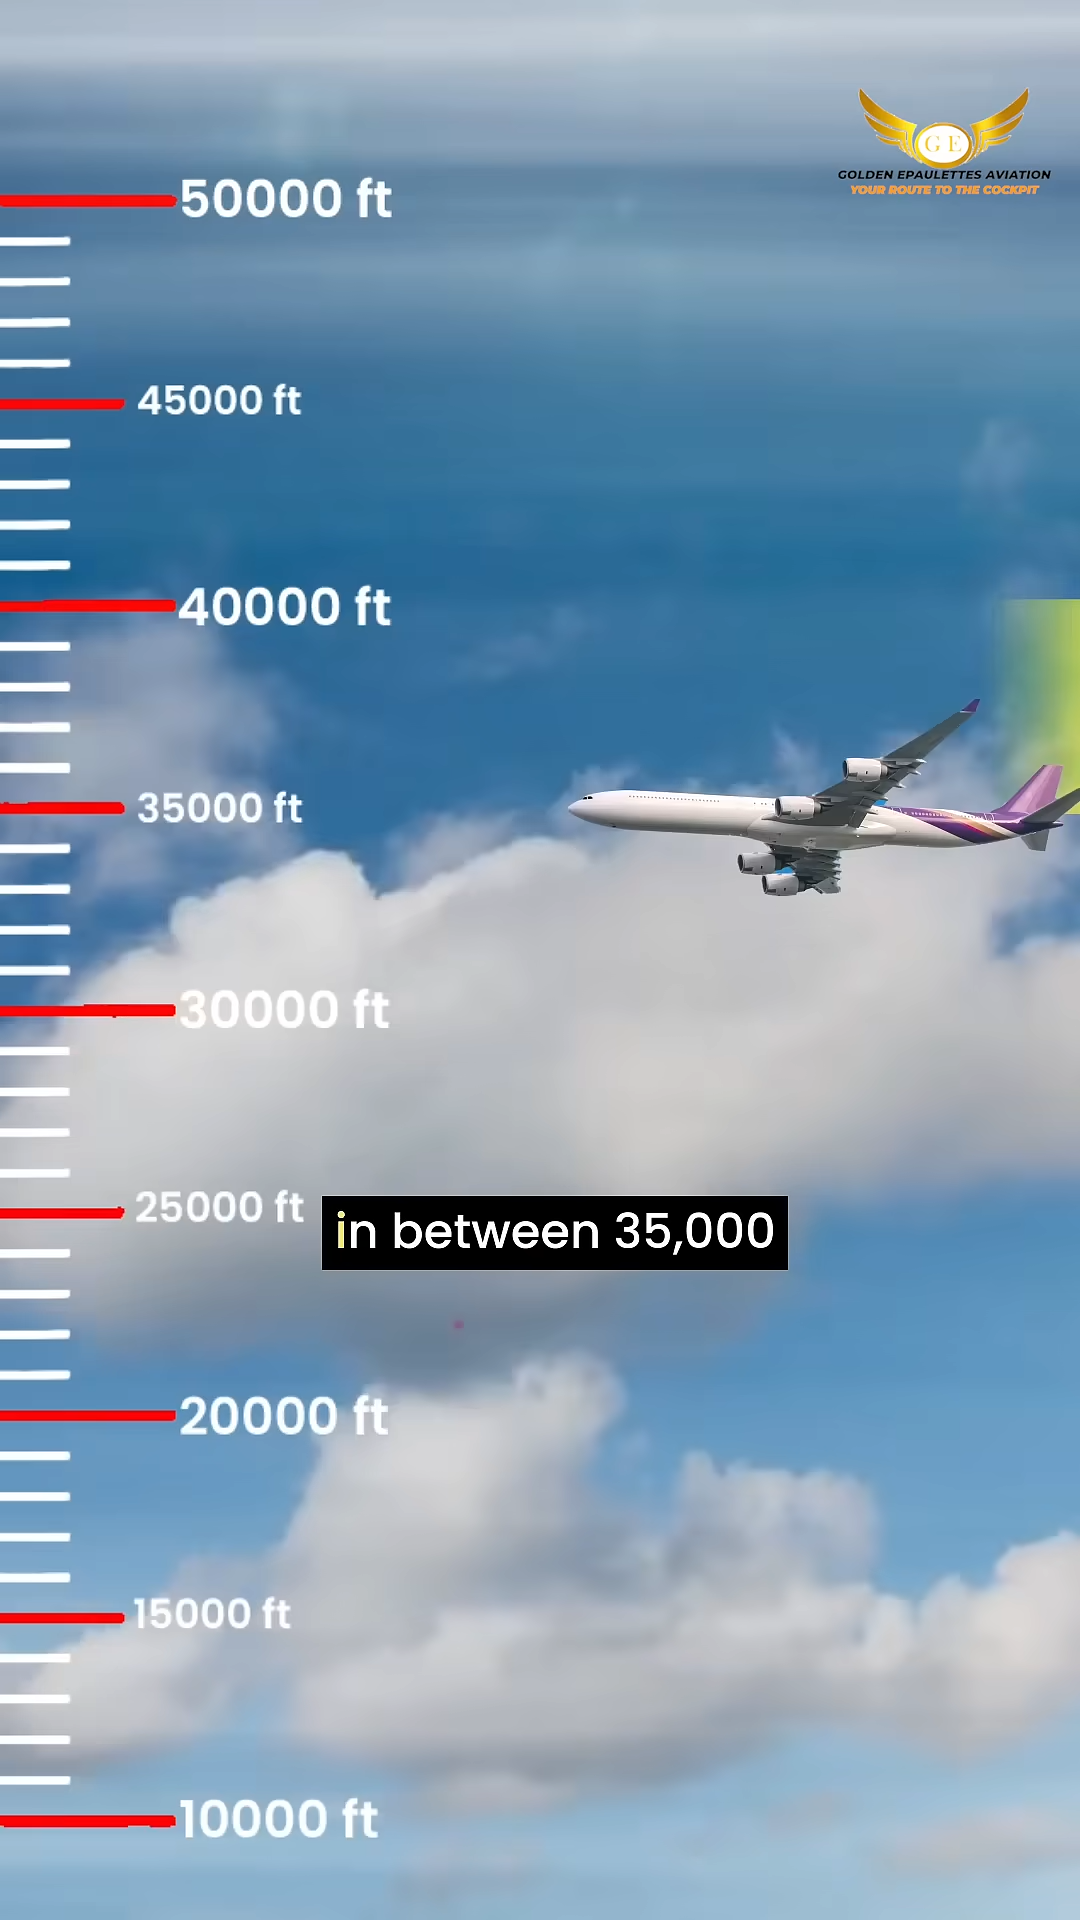 G E
GOLDEN EPAULETTES AVIATION
YOUR ROUTE TO THE COCKPIT
50000 ft
45000 ft
40000 ft
35000 ft
30000 ft
25000 ft
in between 35,000
20000 ft
15000 ft
10000 ft